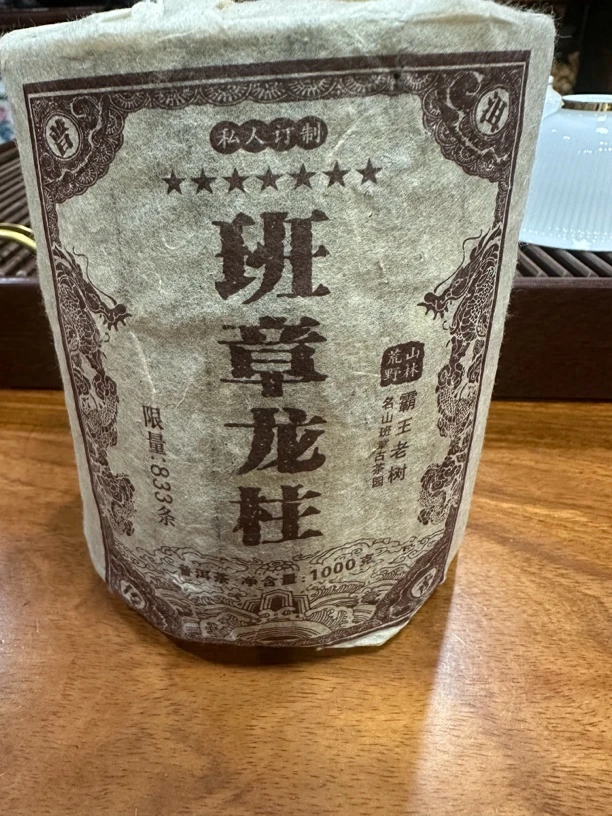 普洱
私人订制
★★★★★★★
班章龙柱
山林
荒野
霸王老树
名山班章古茶园
限量:833条
普洱茶 净含量:1000克